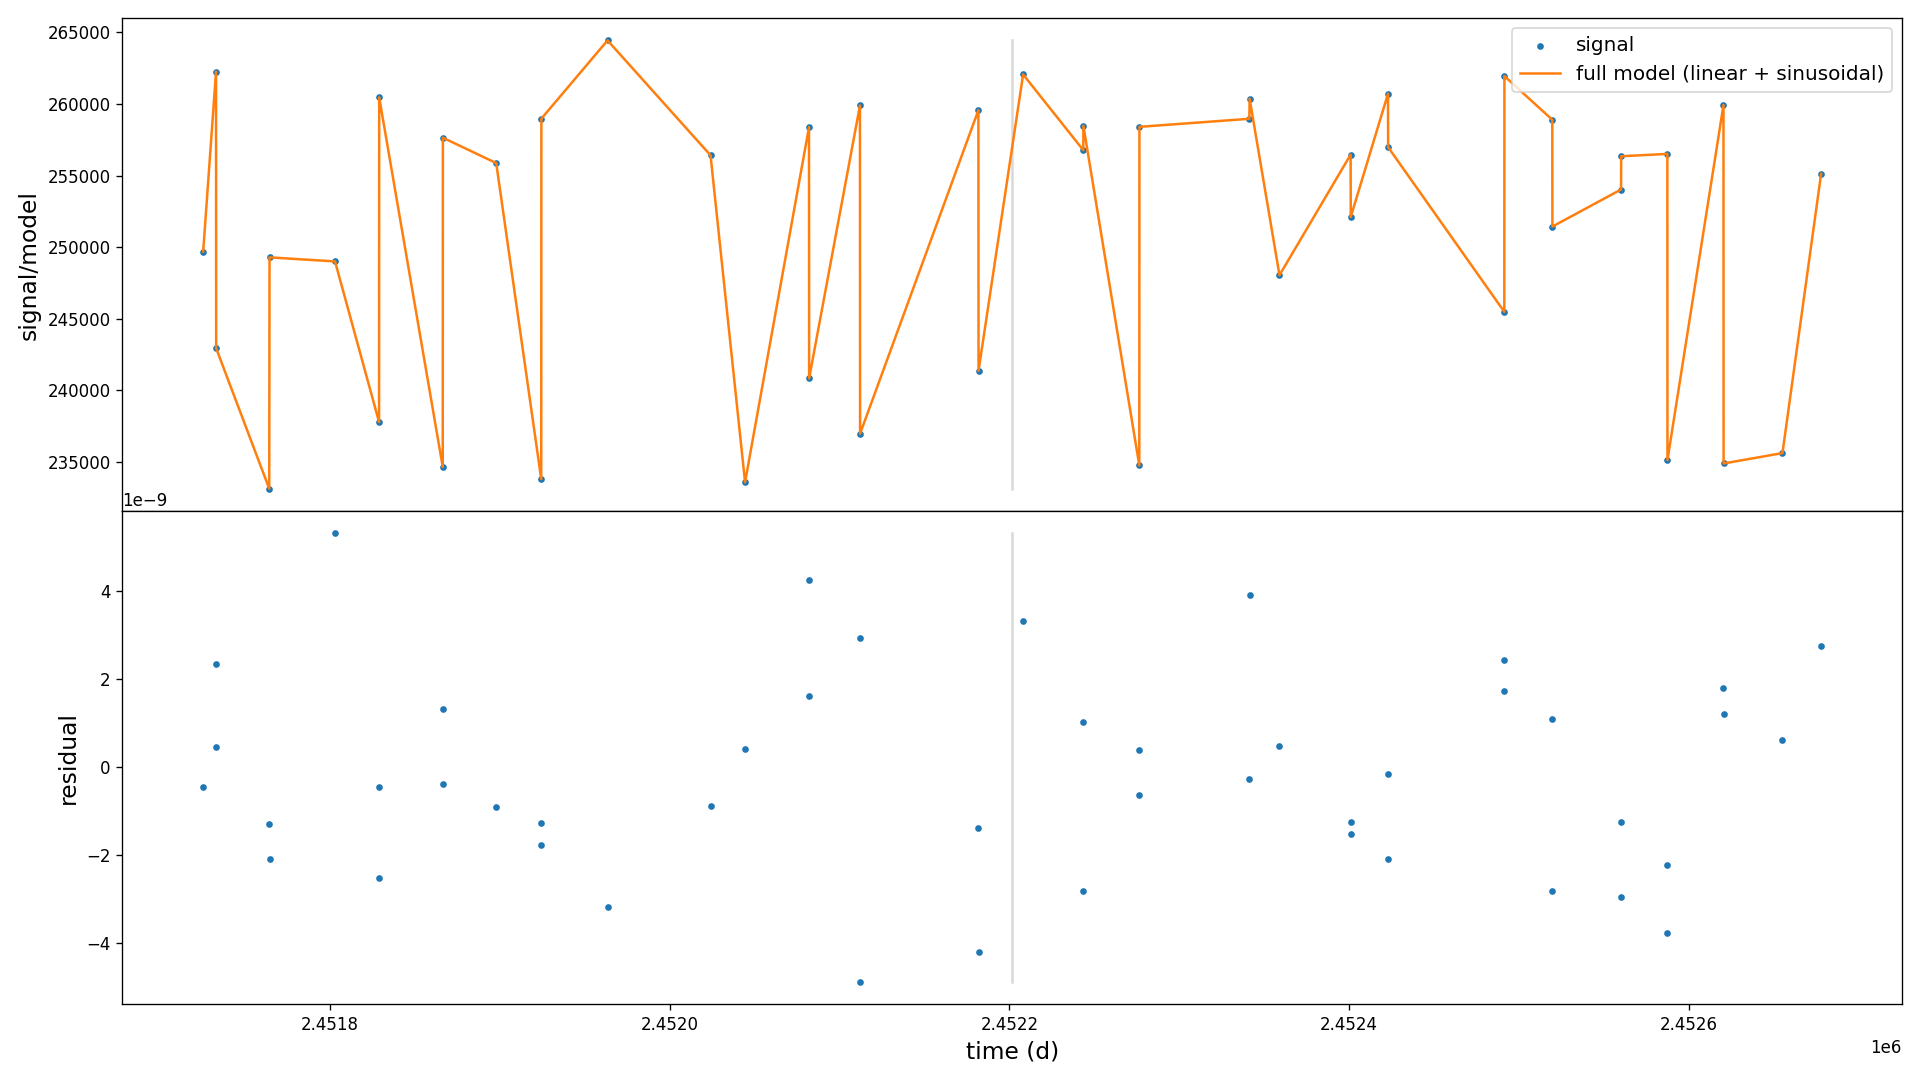 265000
260000
255000
250000
245000
240000
235000
signal/model
signal
full model (linear + sinusoidal)
1e−9
4
2
0
−2
−4
residual
2.4518
2.4520
2.4522
2.4524
2.4526
time (d)
1e6